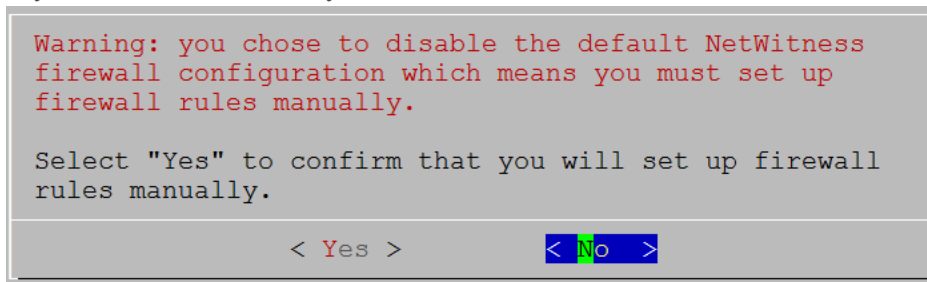 Warning: you chose to disable the default NetWitness
firewall configuration which means you must set up
firewall rules manually.
Select "Yes" to confirm that you will set up firewall
rules manually.
< Yes > < No >